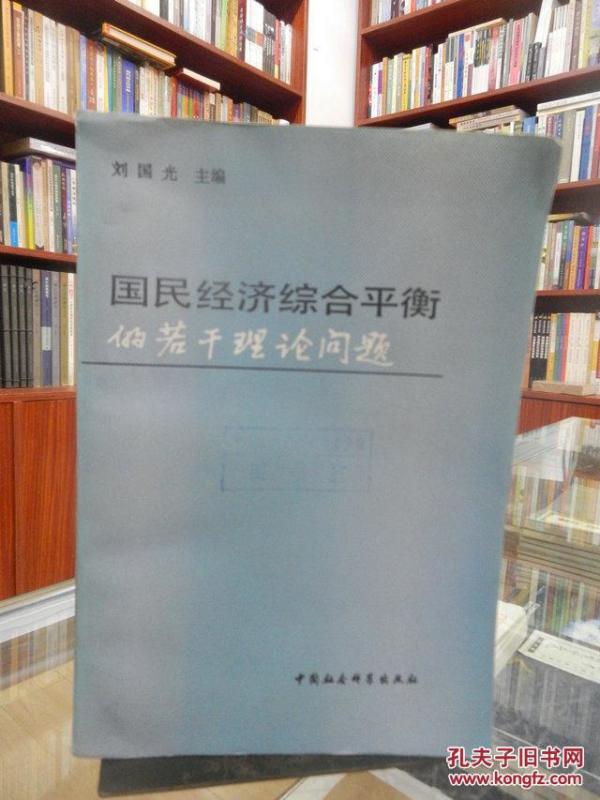 刘国光 主编
国民经济综合平衡
的若干理论问题
中国社会科学出版社
孔夫子旧书网
www.kongfz.com